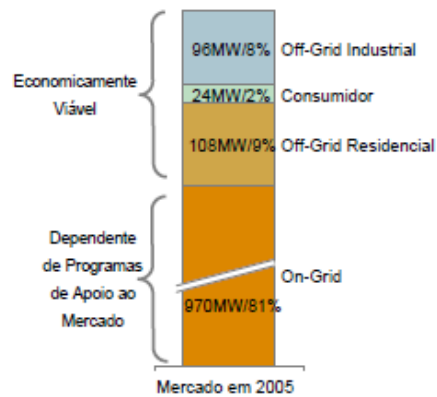 96MW/8% Off-Grid Industrial
Economicamente
Viável
24MW/2% Consumidor
108MW/9% Off-Grid Residencial
Dependente
de Programas
de Apoio ao
Mercado
On-Grid
970MW/81%
Mercado em 2005